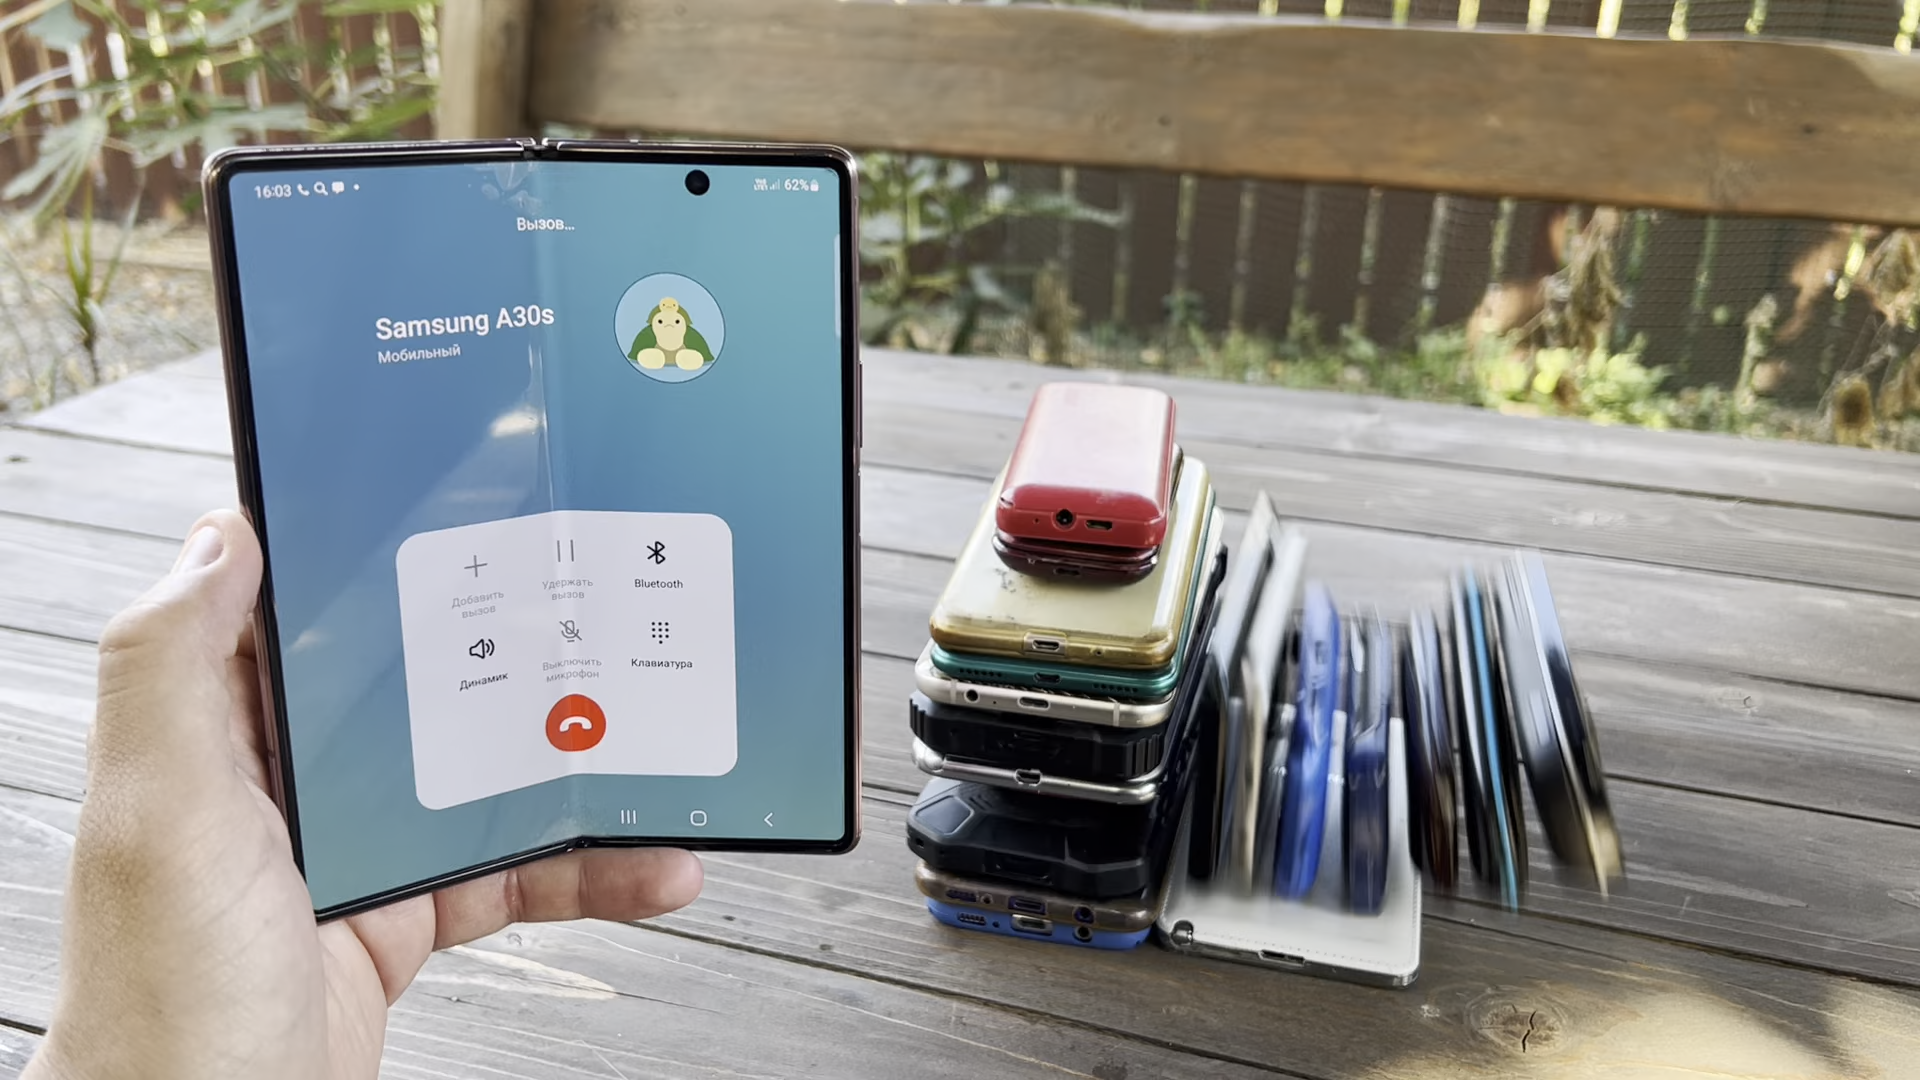 16:03
62%
Вызов...
Samsung A30s
Мобильный
Добавить
вызов
Удержать
вызов
Bluetooth
Динамик
Выключить
микрофон
Клавиатура